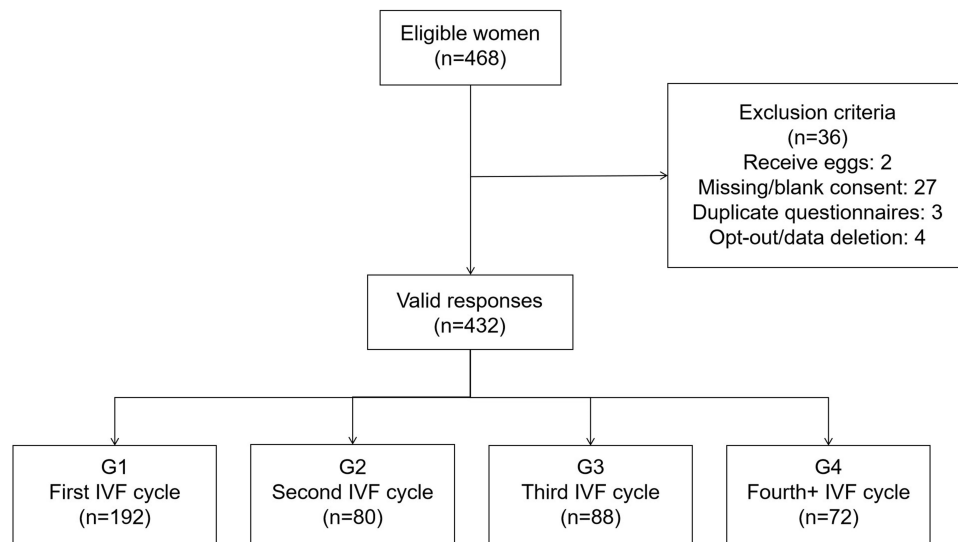 Eligible women
(n=468)
Exclusion criteria
(n=36)
Receive eggs: 2
Missing/blank consent: 27
Duplicate questionnaires: 3
Opt-out/data deletion: 4
Valid responses
(n=432)
G1
First IVF cycle
(n=192)
G2
Second IVF cycle
(n=80)
G3
Third IVF cycle
(n=88)
G4
Fourth+ IVF cycle
(n=72)